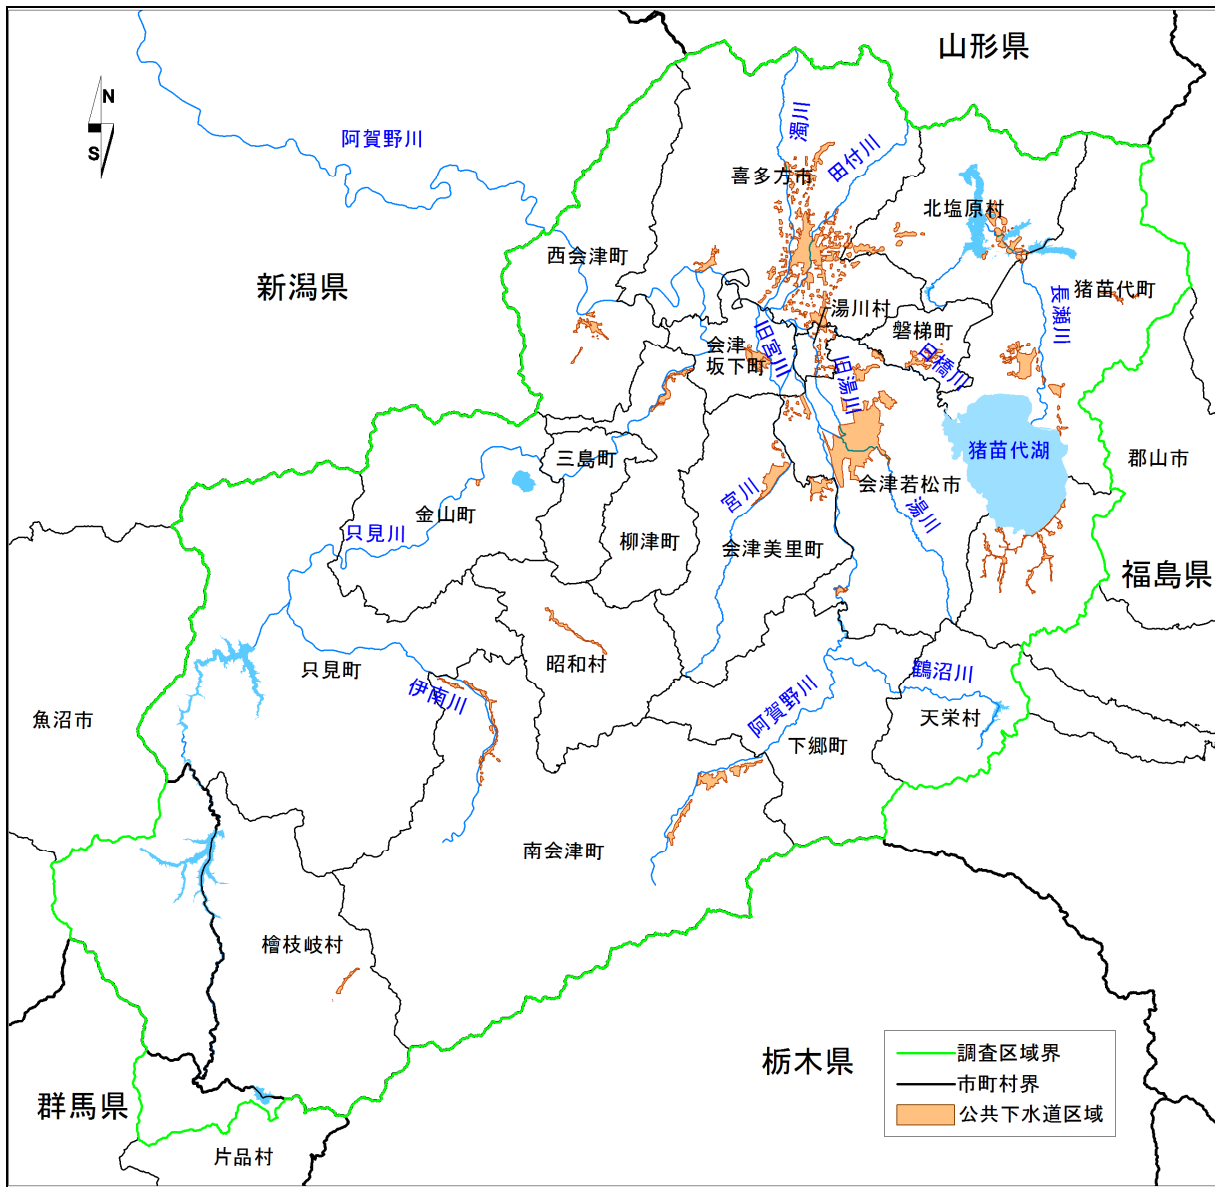 山形県
N
S
阿賀野川
濁川
田付川
喜多方市
北塩原村
西会津町
新潟県
猪苗代町
長瀬川
湯川村
磐梯町
会津
坂下町
旧宮川
旧湯川
日橋川
猪苗代湖
郡山市
三島町
会津若松市
宮川
湯川
金山町
只見川
柳津町
会津美里町
福島県
昭和村
只見町
伊南川
鶴沼川
阿賀野川
魚沼市
天栄村
下郷町
南会津町
檜枝岐村
栃木県
調査区域界
市町村界
公共下水道区域
群馬県
片品村